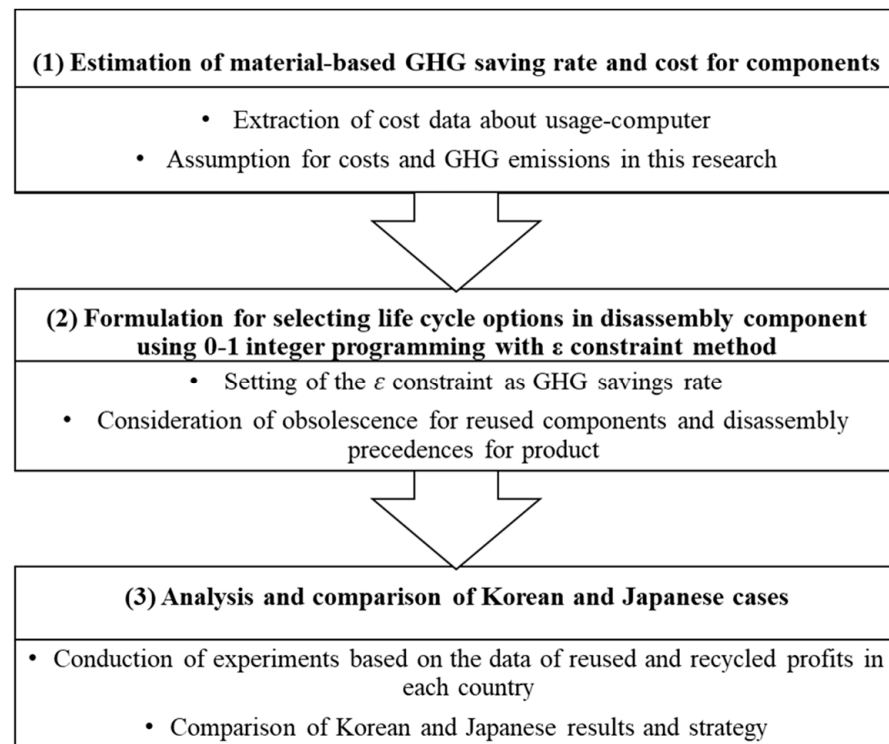 (1) Estimation of material-based GHG saving rate and cost for components
• Extraction of cost data about usage-computer
• Assumption for costs and GHG emissions in this research
(2) Formulation for selecting life cycle options in disassembly component
using 0-1 integer programming with ε constraint method
• Setting of the ε constraint as GHG savings rate
• Consideration of obsolescence for reused components and disassembly
precedences for product
(3) Analysis and comparison of Korean and Japanese cases
• Conduction of experiments based on the data of reused and recycled profits in
each country
• Comparison of Korean and Japanese results and strategy